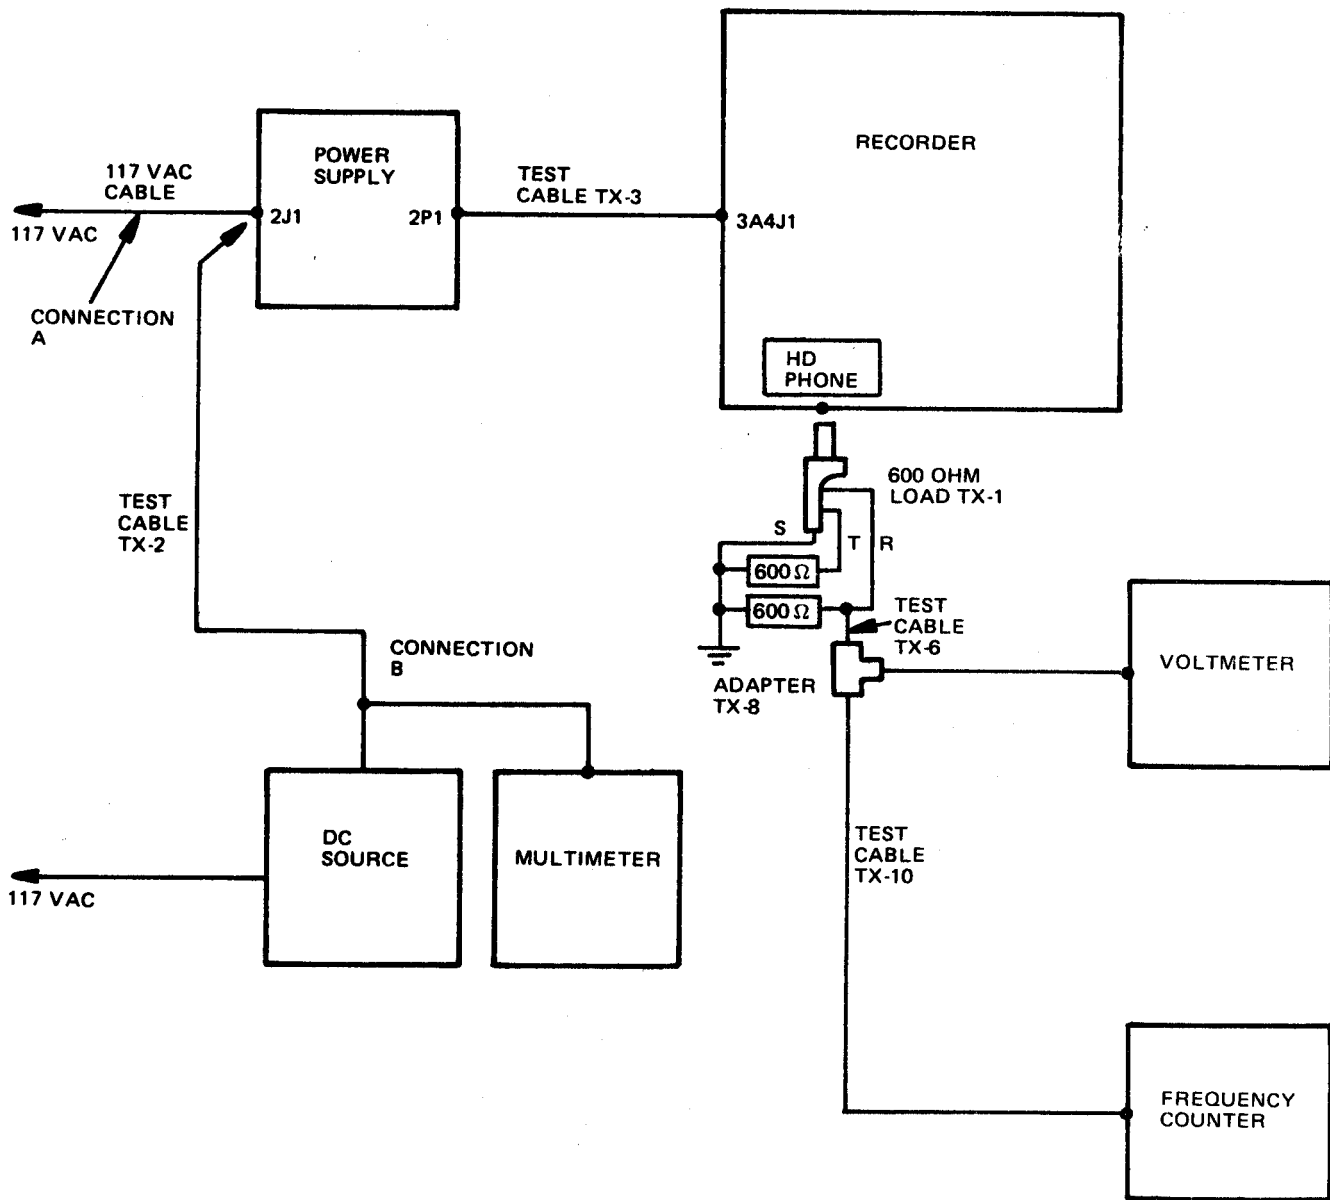 RECORDER
POWER
SUPPLY
117 VAC
CABLE
TEST
CABLE TX-3
2J1
2P1
3A4J1
117 VAC
CONNECTION
A
HD
PHONE
600 OHM
LOAD TX-1
S
T
R
600 Ω
600 Ω
TEST
CABLE
TX-2
TEST
CABLE
TX-6
CONNECTION
B
ADAPTER
TX-8
VOLTMETER
DC
SOURCE
MULTIMETER
TEST
CABLE
TX-10
117 VAC
FREQUENCY
COUNTER